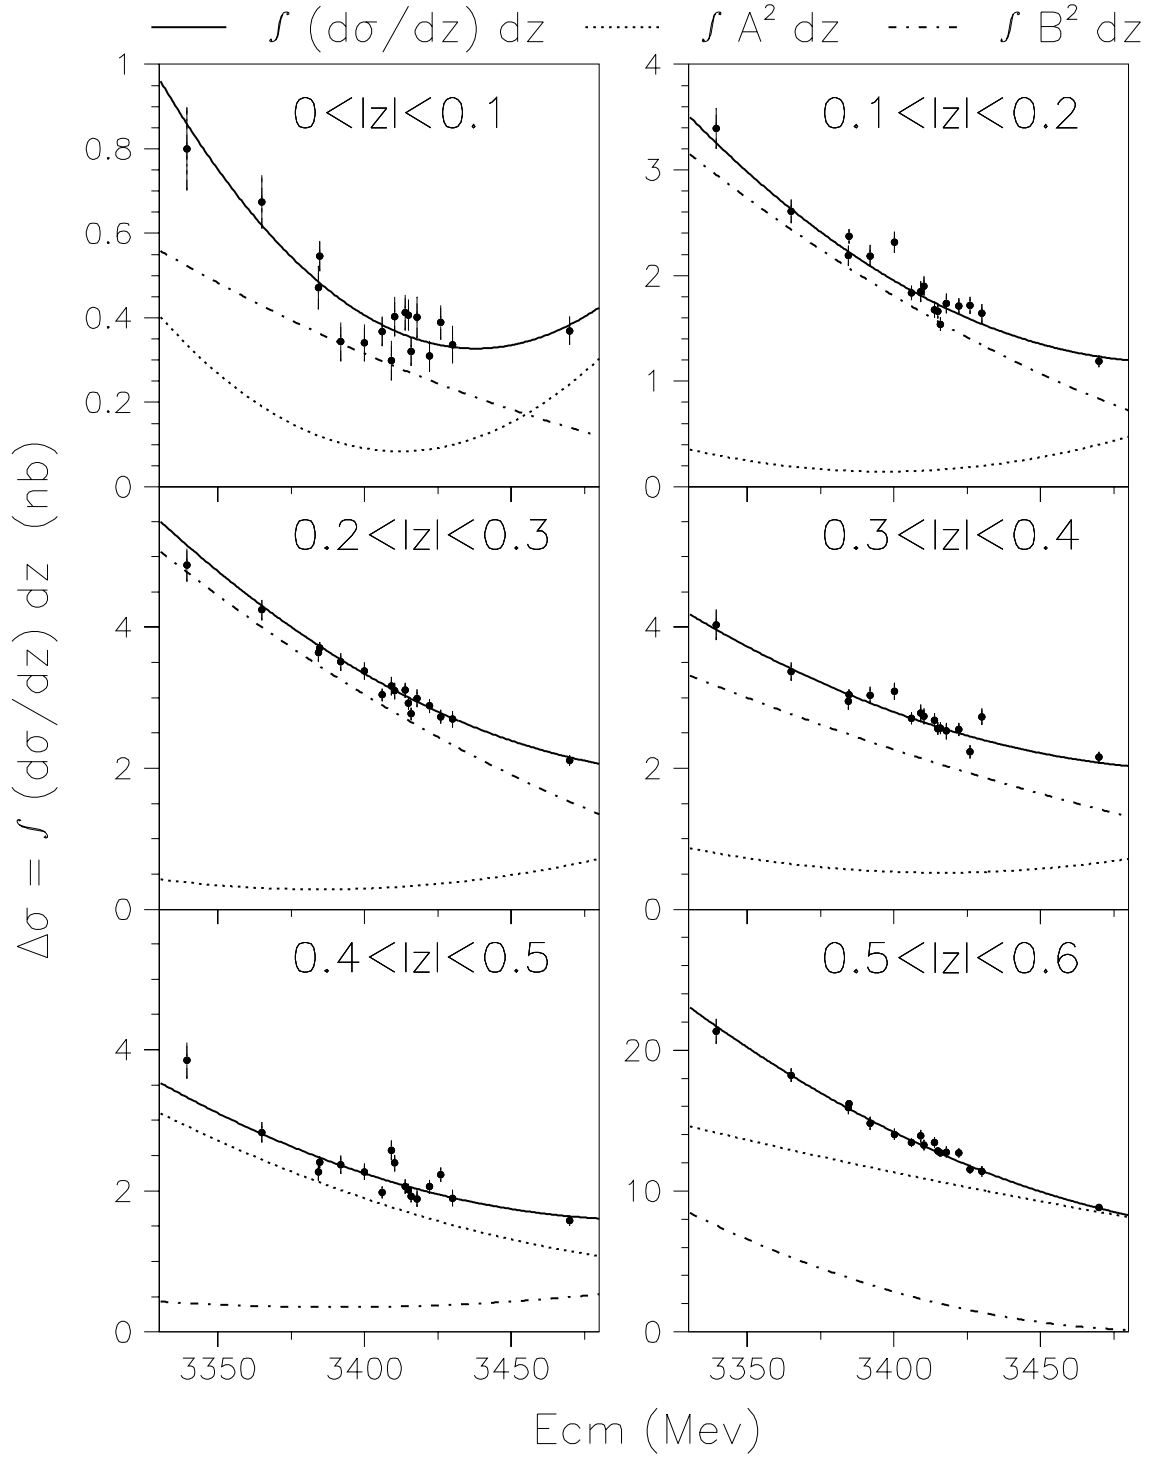 ∫ (dσ/dz) dz ∫ A² dz ∫ B² dz
0<|z|<0.1
1
0.8
0.6
0.4
0.2
0
0.1<|z|<0.2
4
3
2
1
0
0.2<|z|<0.3
4
2
0
0.3<|z|<0.4
4
2
0
0.4<|z|<0.5
4
2
0
3350 3400 3450
0.5<|z|<0.6
20
10
0
3350 3400 3450
Δσ = ∫ (dσ/dz) dz (nb)
Ecm (Mev)